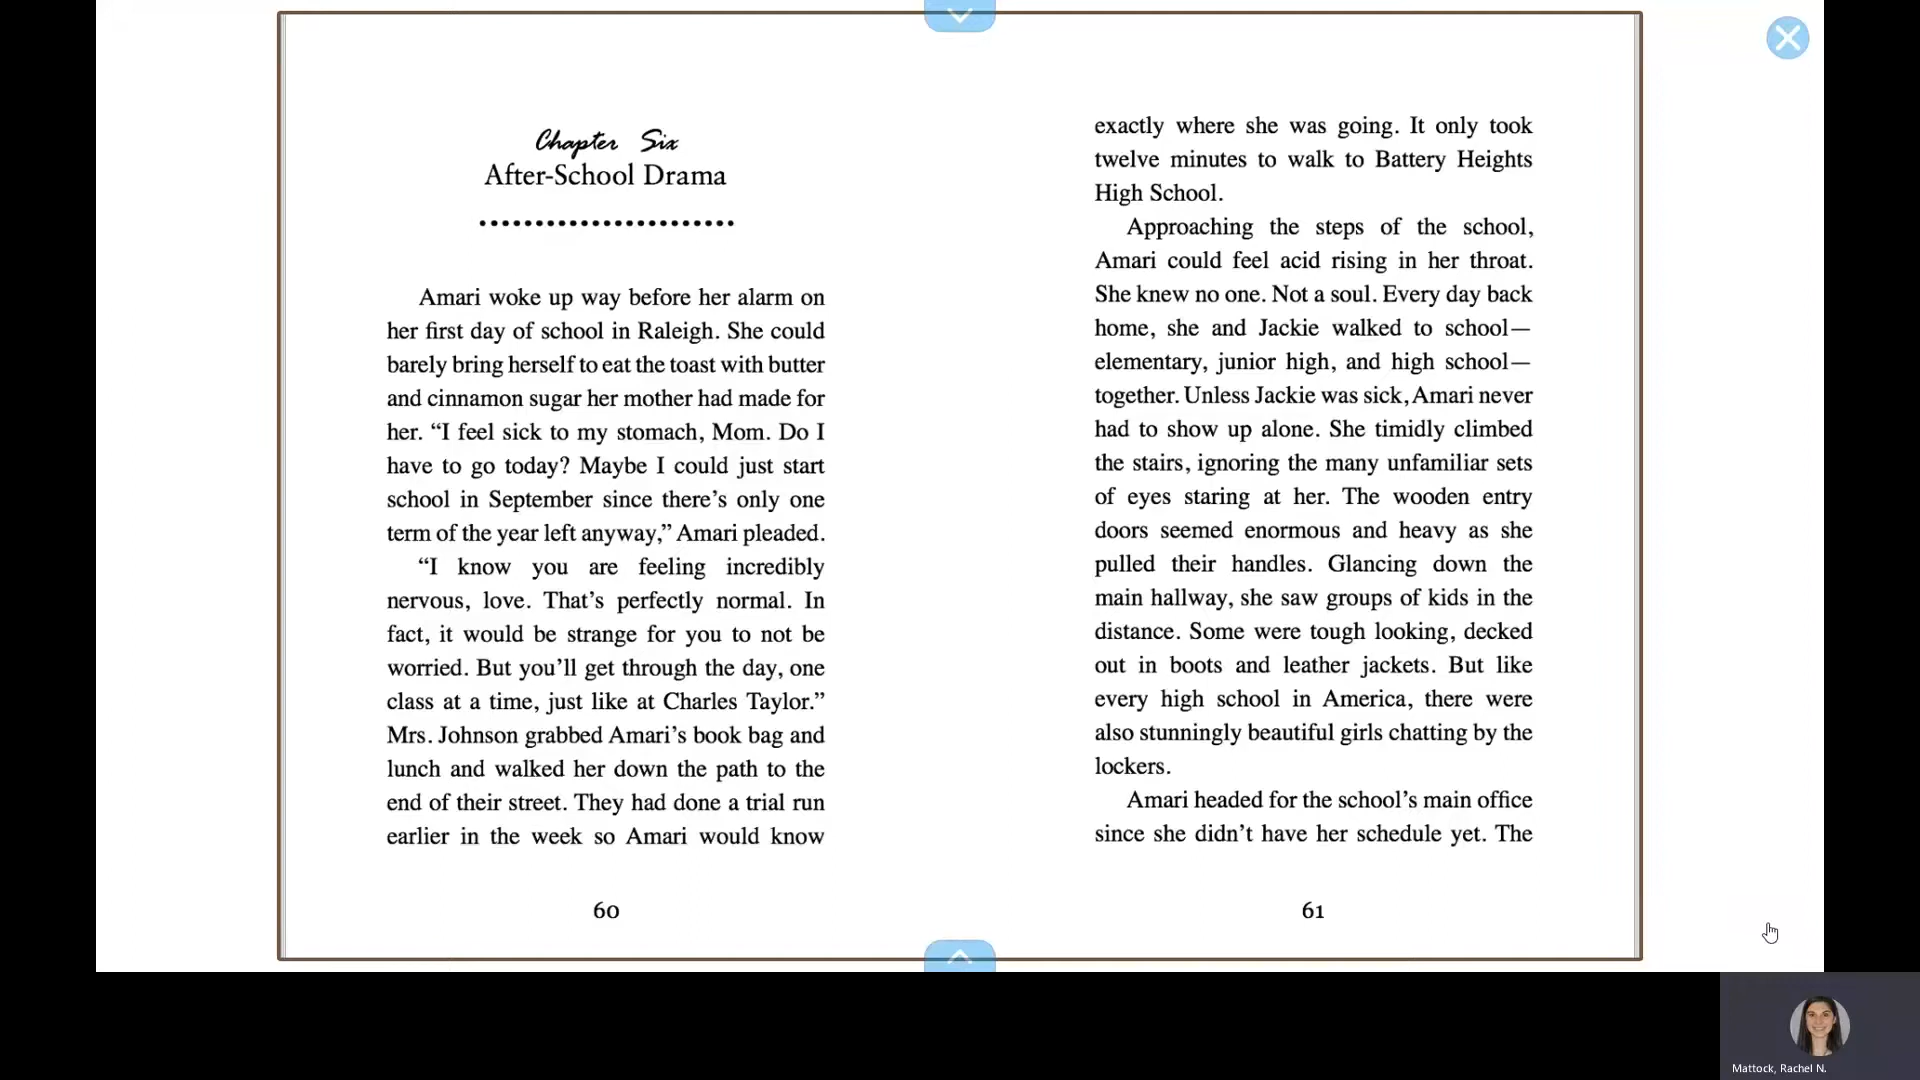 Chapter Six
After-School Drama
Amari woke up way before her alarm on
her first day of school in Raleigh. She could
barely bring herself to eat the toast with butter
and cinnamon sugar her mother had made for
her. “I feel sick to my stomach, Mom. Do I
have to go today? Maybe I could just start
school in September since there’s only one
term of the year left anyway,” Amari pleaded.
“I know you are feeling incredibly
nervous, love. That’s perfectly normal. In
fact, it would be strange for you to not be
worried. But you’ll get through the day, one
class at a time, just like at Charles Taylor.”
Mrs. Johnson grabbed Amari’s book bag and
lunch and walked her down the path to the
end of their street. They had done a trial run
earlier in the week so Amari would know
60
exactly where she was going. It only took
twelve minutes to walk to Battery Heights
High School.
Approaching the steps of the school,
Amari could feel acid rising in her throat.
She knew no one. Not a soul. Every day back
home, she and Jackie walked to school—
elementary, junior high, and high school—
together. Unless Jackie was sick, Amari never
had to show up alone. She timidly climbed
the stairs, ignoring the many unfamiliar sets
of eyes staring at her. The wooden entry
doors seemed enormous and heavy as she
pulled their handles. Glancing down the
main hallway, she saw groups of kids in the
distance. Some were tough looking, decked
out in boots and leather jackets. But like
every high school in America, there were
also stunningly beautiful girls chatting by the
lockers.
Amari headed for the school’s main office
since she didn’t have her schedule yet. The
61
Mattock, Rachel N.